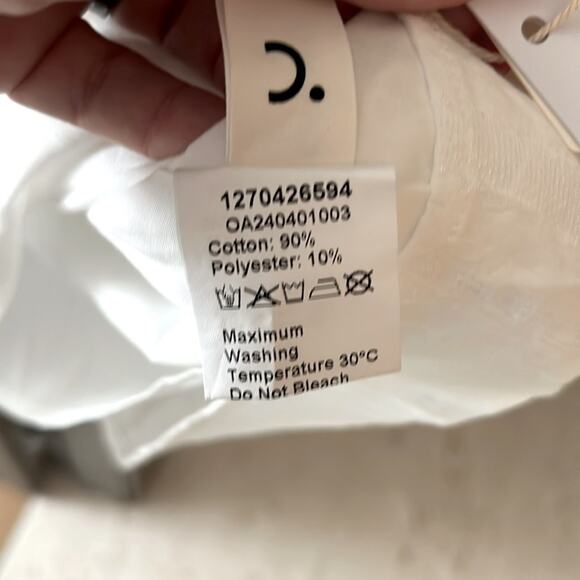 1270426594
OA240401003
Cotton: 90%
Polyester: 10%
Maximum
Washing
Temperature 30°C
Do Not Bleach